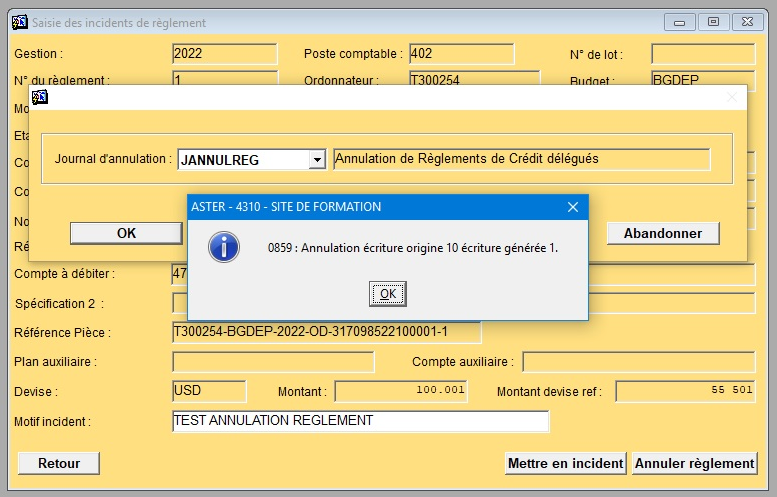 Saisie des incidents de règlement
Gestion : 2022 Poste comptable : 402 N° de lot :
N° du règlement : 1 Ordonnateur : T300254 Budget : BGDEP
Mo
Eta
Journal d'annulation : JANNULREG Annulation de Règlements de Crédit délégués
Co
Co
ASTER - 4310 - SITE DE FORMATION
No
OK Abandonner
Ré
0859 : Annulation écriture origine 10 écriture générée 1.
Compte à débiter : 47
OK
Spécification 2 :
Référence Pièce : T300254-BGDEP-2022-OD-317098522100001-1
Plan auxiliaire : Compte auxiliaire :
Devise : USD Montant : 100.001 Montant devise ref : 55 501
Motif incident : TEST ANNULATION REGLEMENT
Retour Mettre en incident Annuler règlement